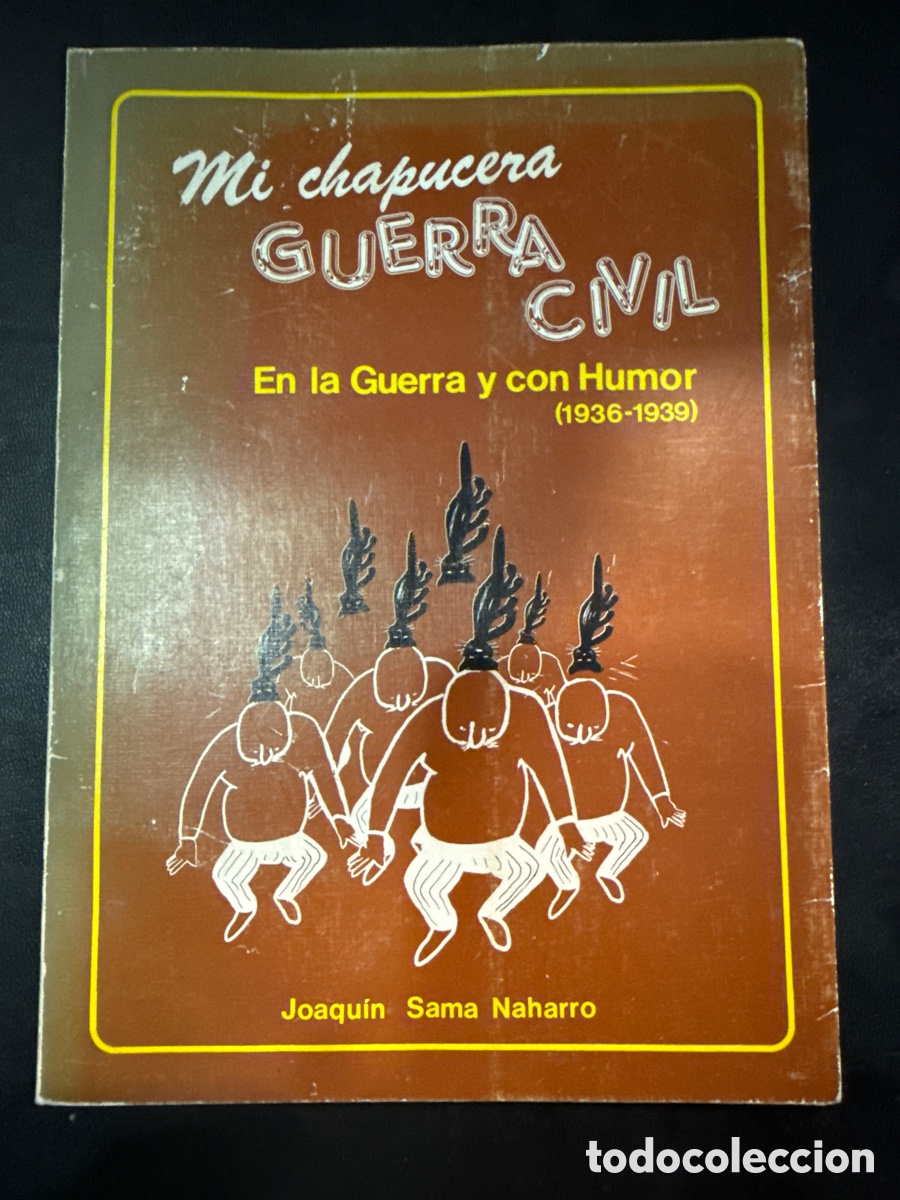 Mi chapucera
GUERRA
CIVIL
En la Guerra y con Humor
(1936-1939)
Joaquín Sama Naharro
todocoleccion